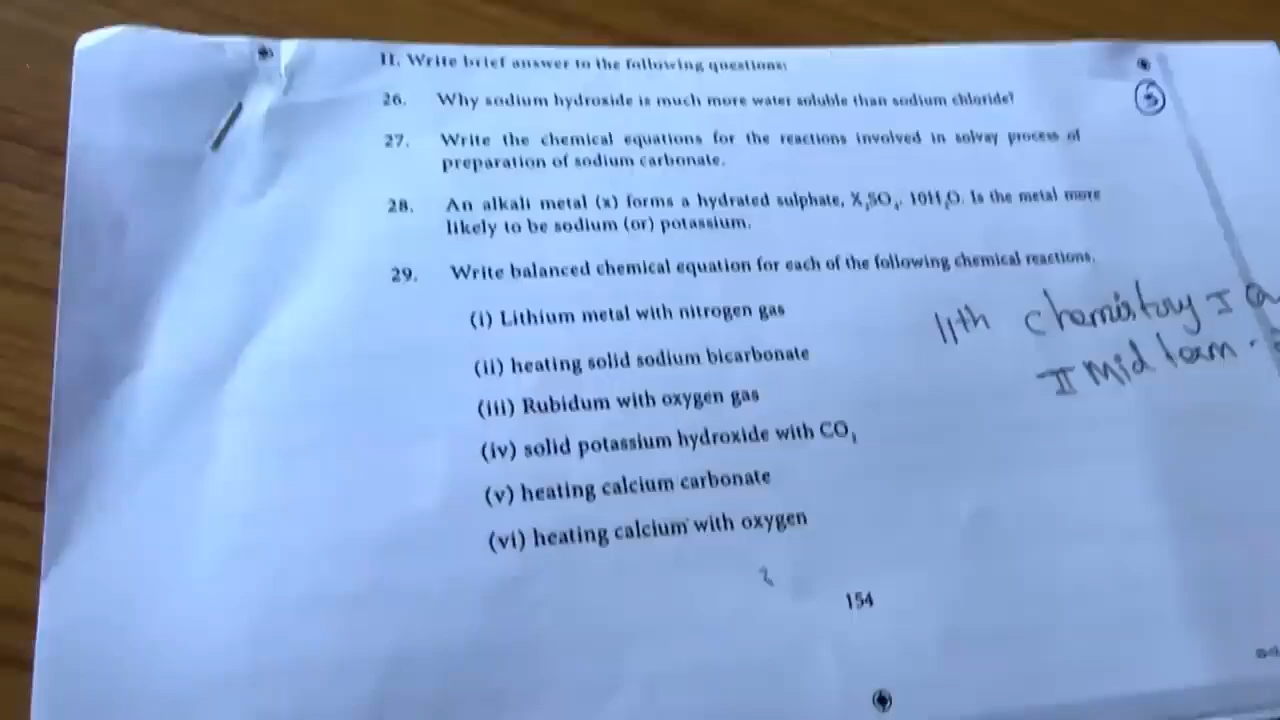 II. Write brief answer to the following questions:
26. Why sodium hydroxide is much more water soluble than sodium chloride?
5
27. Write the chemical equations for the reactions involved in solvay process of
preparation of sodium carbonate.
28. An alkali metal (x) forms a hydrated sulphate, X₂SO₄. 10H₂O. Is the metal more
likely to be sodium (or) potassium.
29. Write balanced chemical equation for each of the following chemical reactions.
(i) Lithium metal with nitrogen gas
(ii) heating solid sodium bicarbonate
(iii) Rubidum with oxygen gas
(iv) solid potassium hydroxide with CO₂
(v) heating calcium carbonate
(vi) heating calcium with oxygen
11th chemistry I
II Mid
154